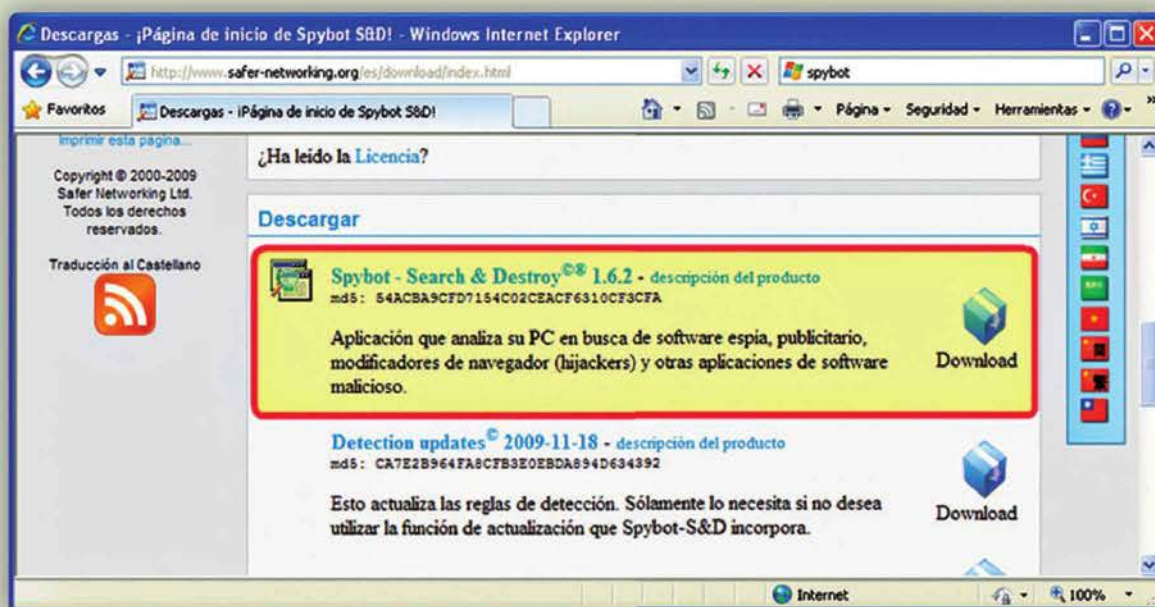 Descargas - ¡Página de inicio de Spybot S&D! - Windows Internet Explorer
http://www.safer-networking.org/es/download/index.html
spybot
Favoritos
Descargas - ¡Página de inicio de Spybot S&D!
Página
Seguridad
Herramientas
»
Imprimir esta pagina...
Copyright © 2000-2009
Safer Networking Ltd.
Todos los derechos
reservados.
Traducción al Castellano
¿Ha leído la Licencia?
Descargar
Spybot - Search & Destroy©® 1.6.2 - descripción del producto
md5: 54ACBA9CFD7154C02CEACF6310CF3CFA
Aplicación que analiza su PC en busca de software espia, publicitario,
modificadores de navegador (hijackers) y otras aplicaciones de software
malicioso.
Download
Detection updates© 2009-11-18 - descripción del producto
md5: CA7E2B964FA8CFB3E0EBDA894D634392
Esto actualiza las reglas de detección. Sólamente lo necesita si no desea
utilizar la función de actualización que Spybot-S&D incorpora.
Download
Internet
100%